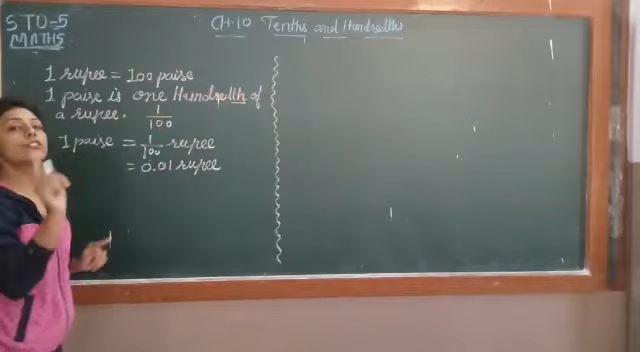 STD-5
MATHS
CH.10 Tenths and Hundredths
1 rupee = 100 paise
1 paise is one Hundredth of
a rupee. 1/100
1 paise = 1/100 rupee
= 0.01 rupee